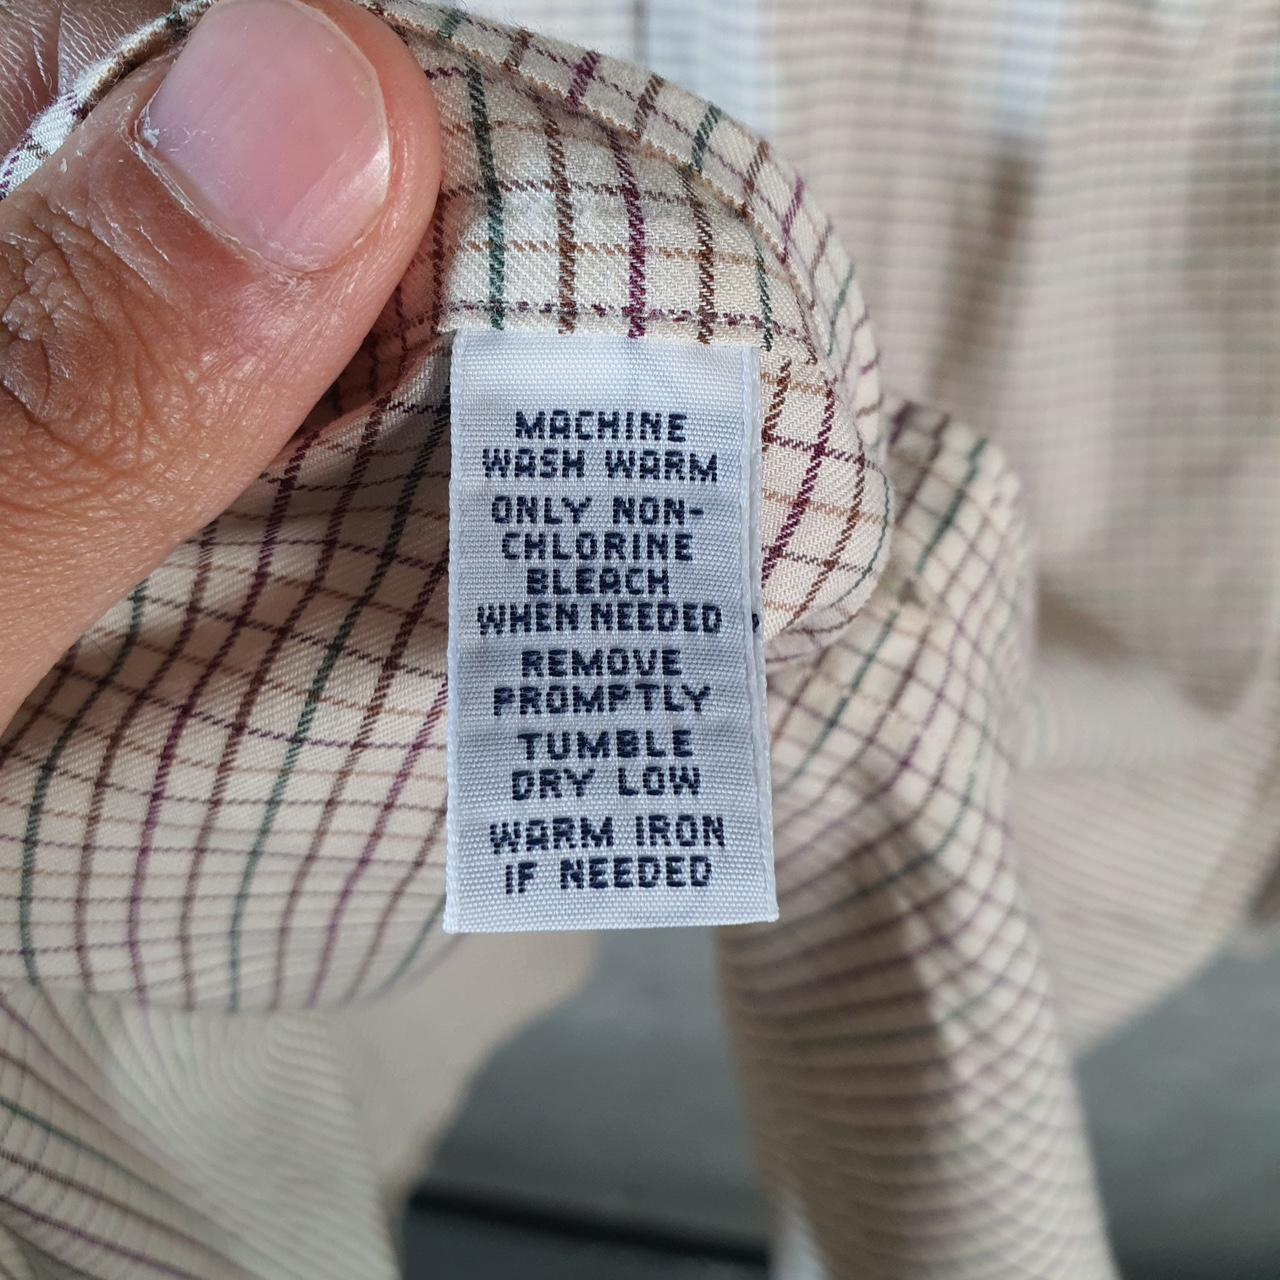 MACHINE
WASH WARM
ONLY NON-
CHLORINE
BLEACH
WHEN NEEDED
REMOVE
PROMPTLY
TUMBLE
DRY LOW
WARM IRON
IF NEEDED